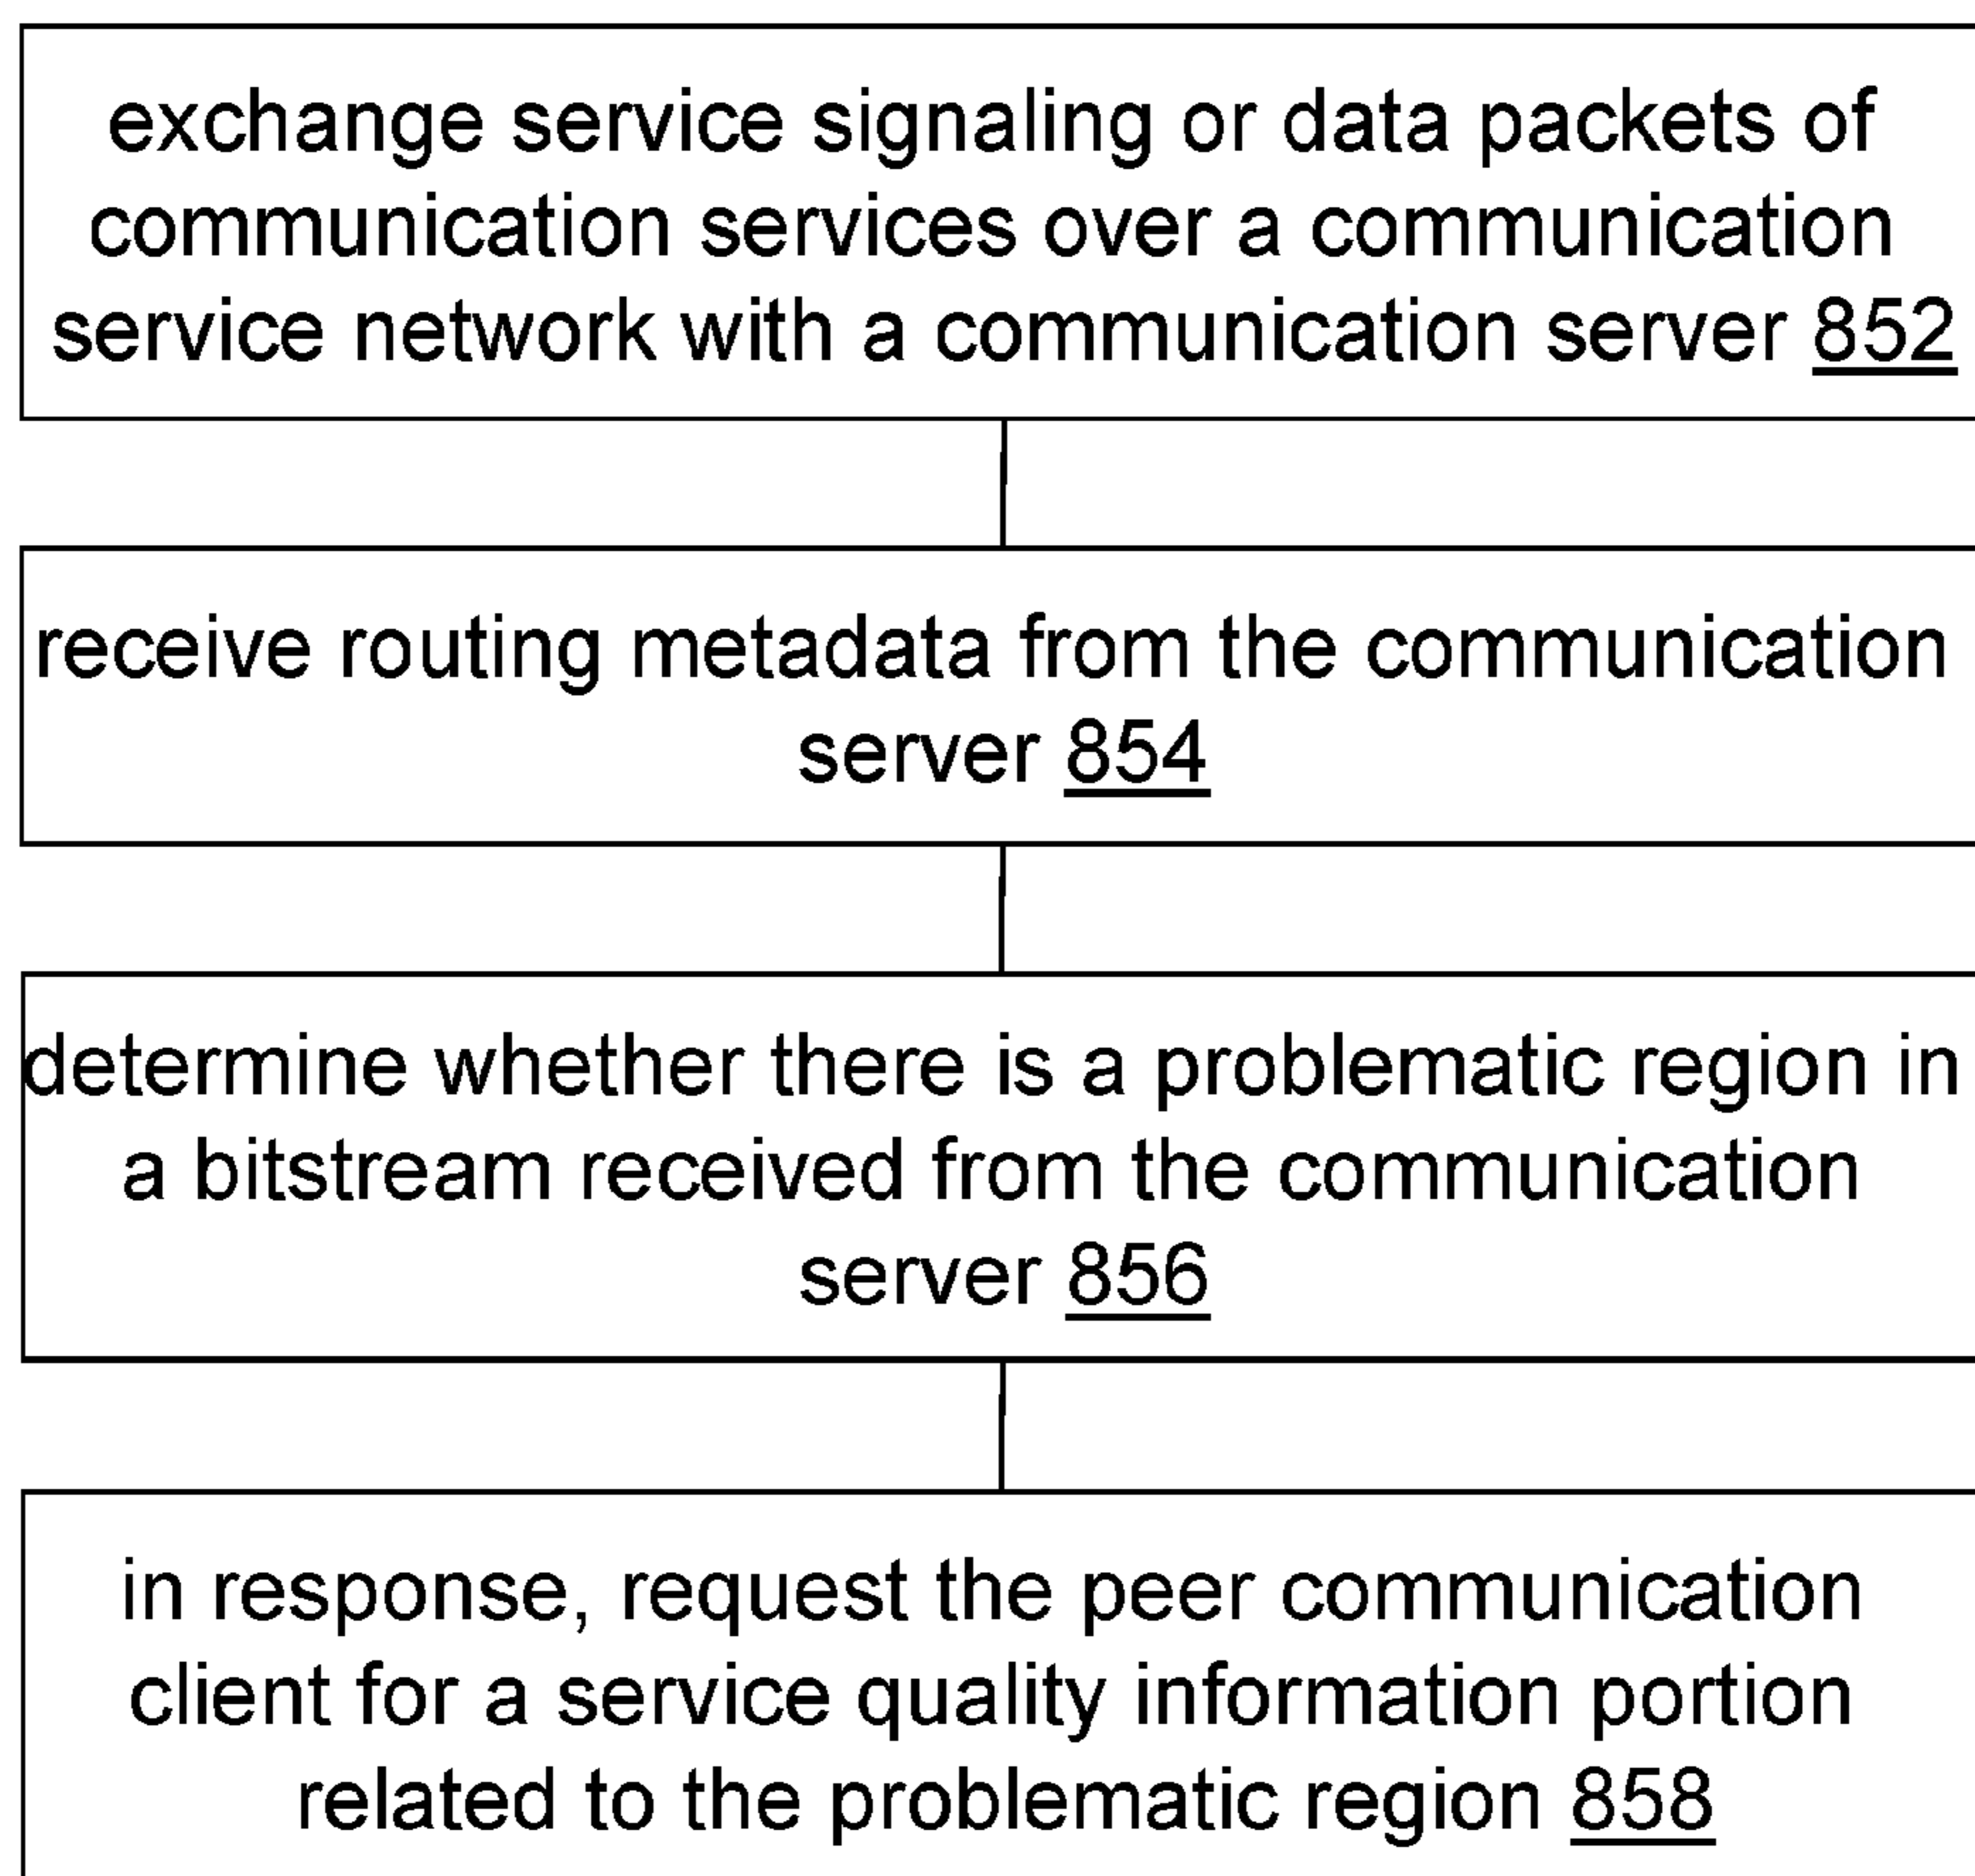 exchange service signaling or data packets of
communication services over a communication
service network with a communication server 852
receive routing metadata from the communication
server 854
determine whether there is a problematic region in
a bitstream received from the communication
server 856
in response, request the peer communication
client for a service quality information portion
related to the problematic region 858